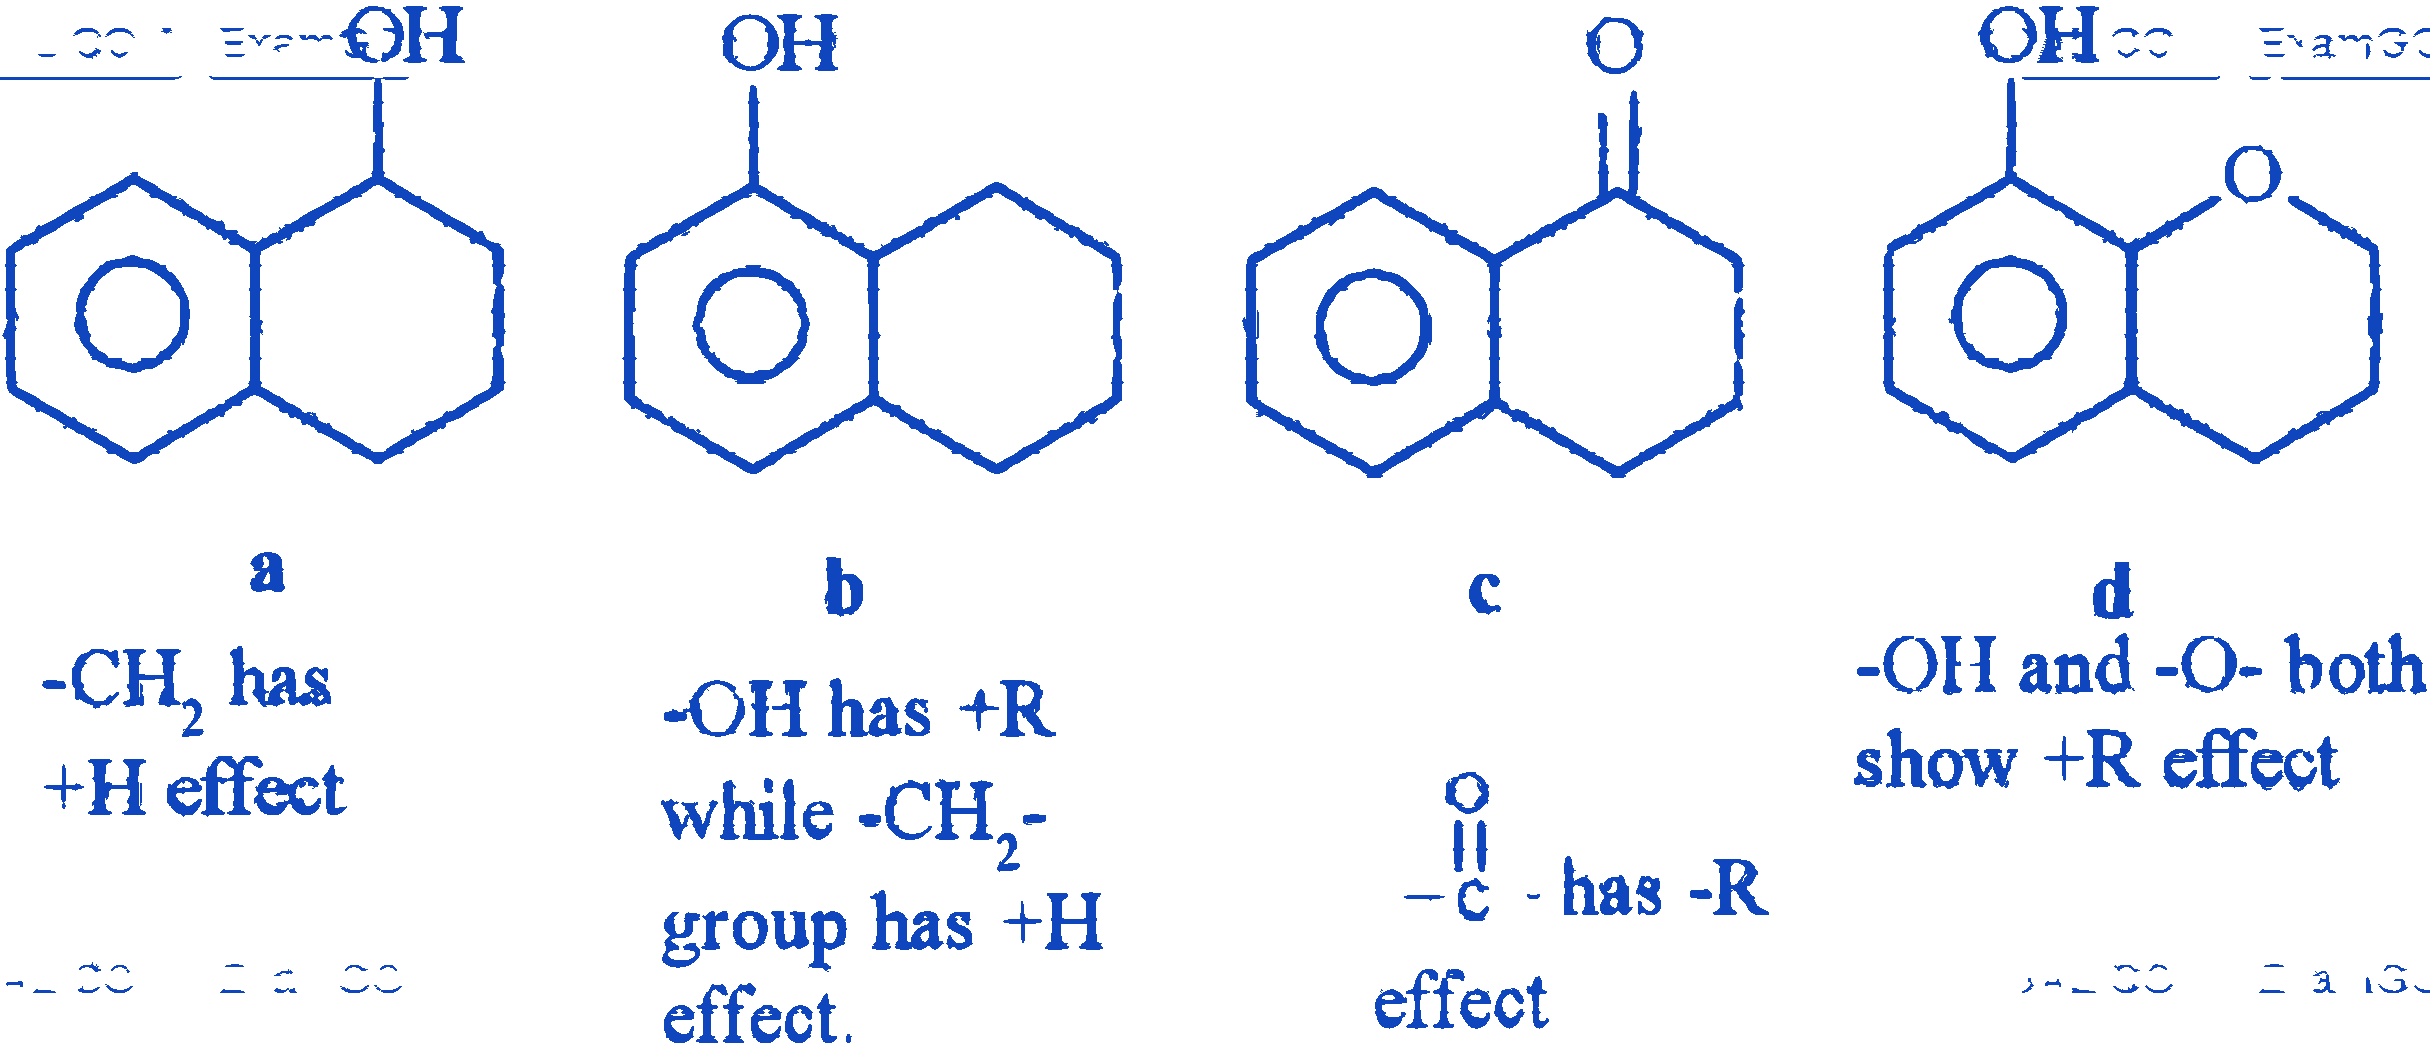 OH OH O OH
O
a b c d
-CH2 has
+H effect
-OH has +R
while -CH2-
group has +H
effect.
O
– C - has -R
effect
-OH and -O- both
show +R effect